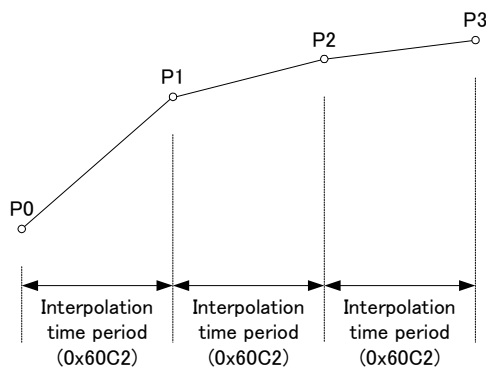 P3
P2
P1
P0
Interpolation
time period
(0x60C2)
Interpolation
time period
(0x60C2)
Interpolation
time period
(0x60C2)